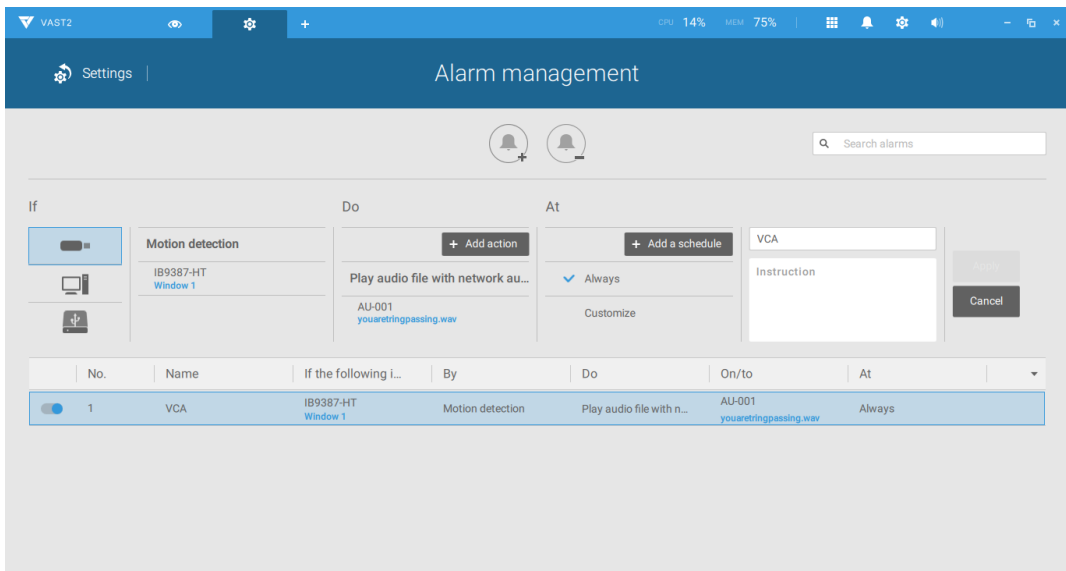 VAST2
CPU 14% MEM 75%
Settings
Alarm management
Search alarms
If
Do
At
Motion detection
IB9387-HT
Window 1
+ Add action
Play audio file with network au...
AU-001
youaretringpassing.wav
+ Add a schedule
Always
Customize
VCA
Instruction
Apply
Cancel
No. Name If the following i... By Do On/to At
1 VCA IB9387-HT Window 1 Motion detection Play audio file with n... AU-001 youaretringpassing.wav Always